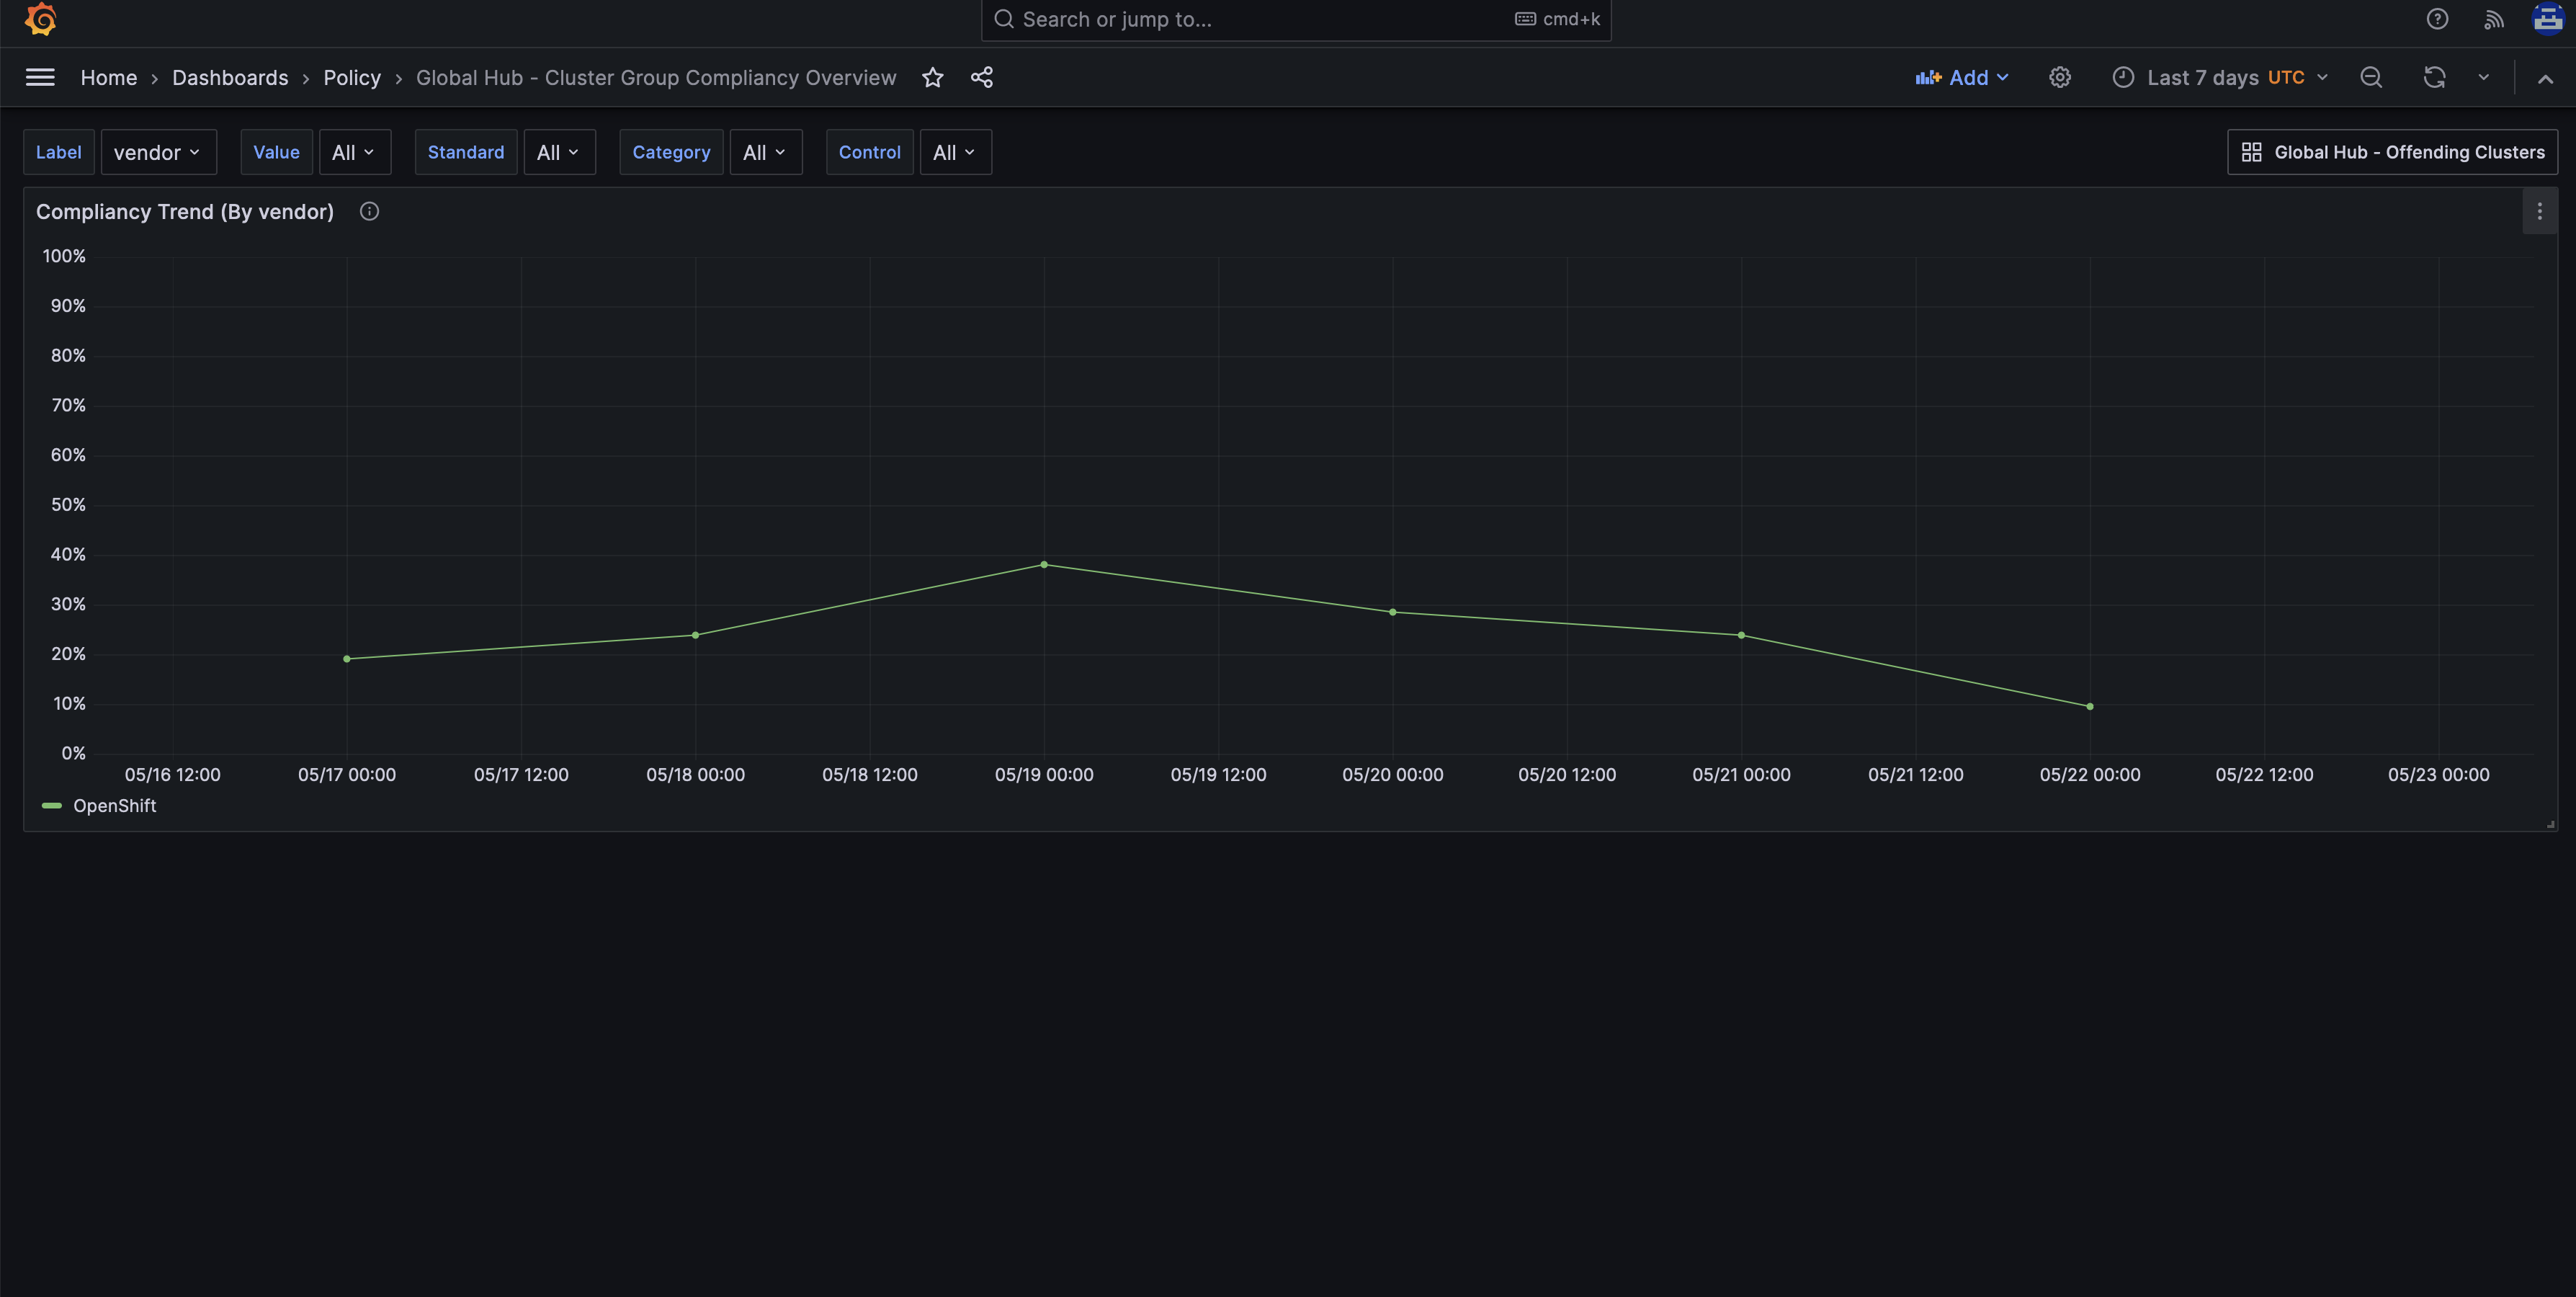 Search or jump to... cmd+k
Home › Dashboards › Policy › Global Hub - Cluster Group Compliancy Overview Add Last 7 days UTC
Label vendor Value All Standard All Category All Control All Global Hub - Offending Clusters
Compliancy Trend (By vendor)
100%
90%
80%
70%
60%
50%
40%
30%
20%
10%
0%
05/16 12:00 05/17 00:00 05/17 12:00 05/18 00:00 05/18 12:00 05/19 00:00 05/19 12:00 05/20 00:00 05/20 12:00 05/21 00:00 05/21 12:00 05/22 00:00 05/22 12:00 05/23 00:00
OpenShift